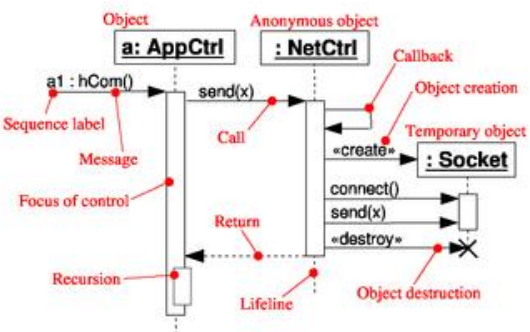 Object
Anonymous object
a: AppCtrl
: NetCtrl
Callback
a1 : hCom()
send(x)
Object creation
Sequence label
Call
Temporary object
Message
«create»
: Socket
Focus of control
connect()
send(x)
Return
«destroy»
Recursion
Lifeline
Object destruction